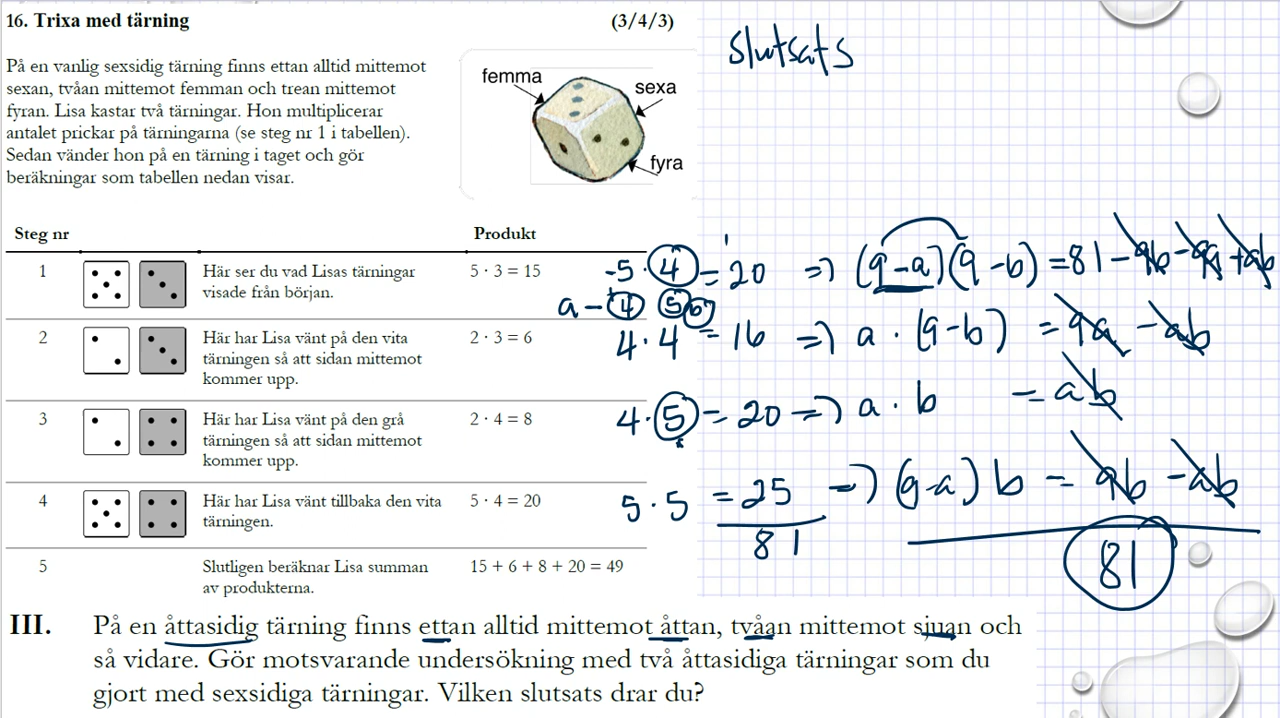 16. Trixa med tärning (3/4/3)
På en vanlig sexsidig tärning finns ettan alltid mittemot
sexan, tvåan mittemot femman och trean mittemot
fyran. Lisa kastar två tärningar. Hon multiplicerar
antalet prickar på tärningarna (se steg nr 1 i tabellen).
Sedan vänder hon på en tärning i taget och gör
beräkningar som tabellen nedan visar.
femma
sexa
fyra
Steg nr Produkt
1 Här ser du vad Lisas tärningar 5 · 3 = 15
visade från början.
2 Här har Lisa vänt på den vita 2 · 3 = 6
tärningen så att sidan mittemot
kommer upp.
3 Här har Lisa vänt på den grå 2 · 4 = 8
tärningen så att sidan mittemot
kommer upp.
4 Här har Lisa vänt tillbaka den vita 5 · 4 = 20
tärningen.
5 Slutligen beräknar Lisa summan 15 + 6 + 8 + 20 = 49
av produkterna.
slutsats
5 · 4 = 20 => (9-a)(9-b) = 81 - 9b - 9a + ab
a - 4 5 b
4 · 4 = 16 => a · (9-b) = 9a - ab
4 · 5 = 20 => a · b = ab
5 · 5 = 25 => (9-a) b = 9b - ab
81 81
III. På en åttasidig tärning finns ettan alltid mittemot åttan, tvåan mittemot sjuan och
så vidare. Gör motsvarande undersökning med två åttasidiga tärningar som du
gjort med sexsidiga tärningar. Vilken slutsats drar du?